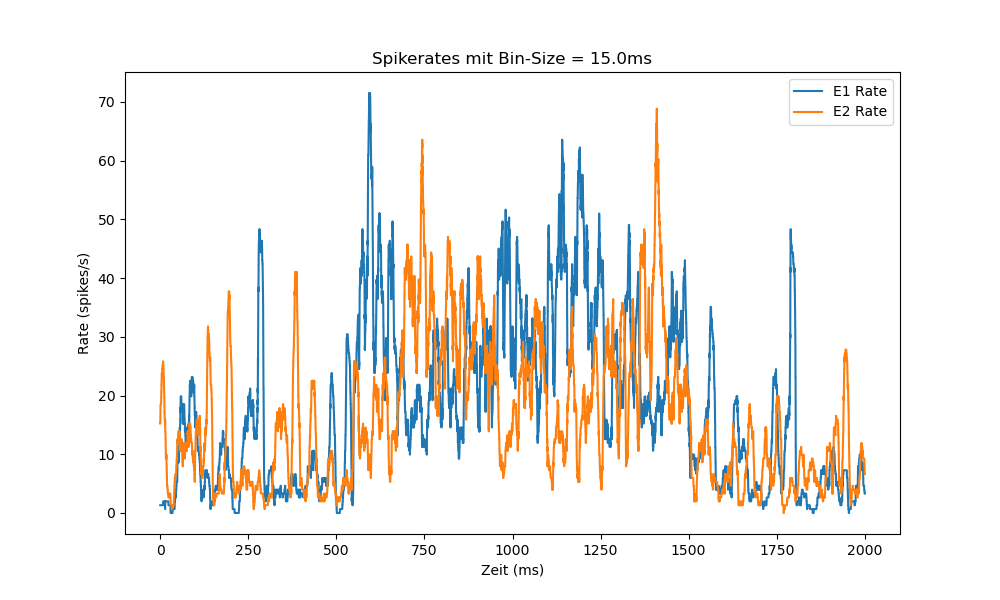 Spikerates mit Bin-Size = 15.0ms
E1 Rate
E2 Rate
Rate (spikes/s)
70
60
50
40
30
20
10
0
0 250 500 750 1000 1250 1500 1750 2000
Zeit (ms)